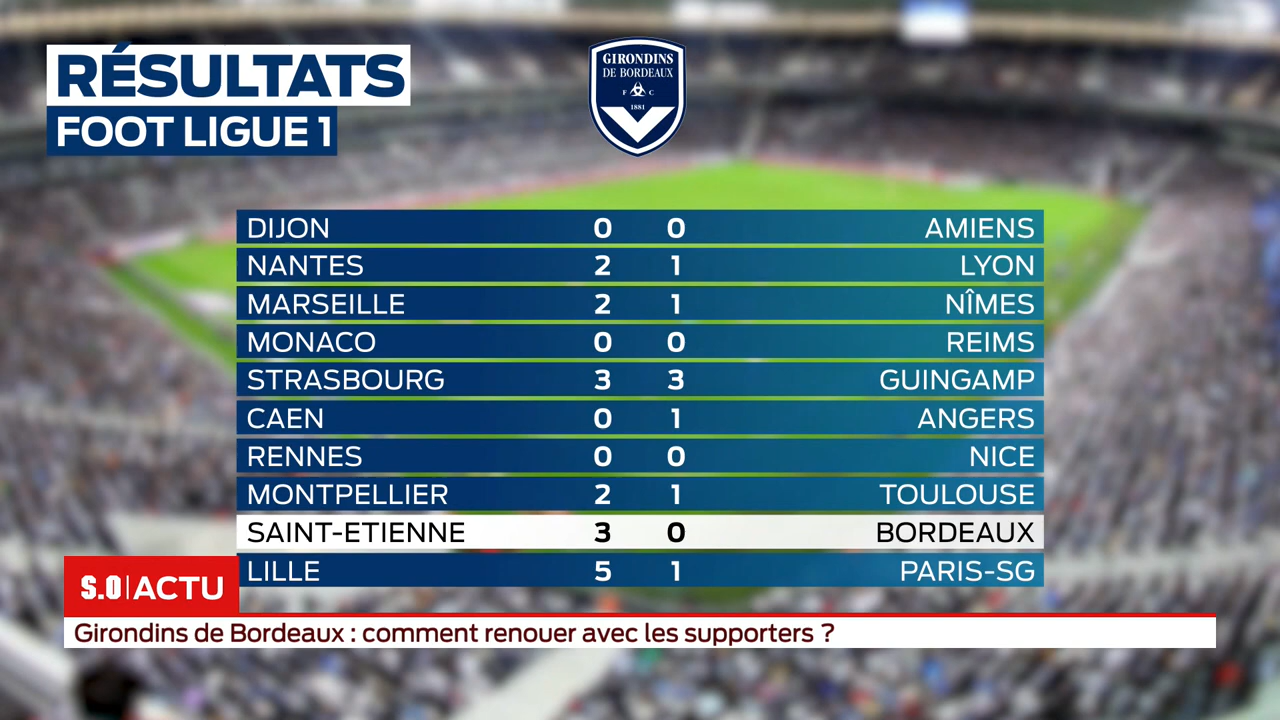 RÉSULTATS
FOOT LIGUE 1
GIRONDINS
DE BORDEAUX
F C
1881
DIJON 0 0 AMIENS
NANTES 2 1 LYON
MARSEILLE 2 1 NÎMES
MONACO 0 0 REIMS
STRASBOURG 3 3 GUINGAMP
CAEN 0 1 ANGERS
RENNES 0 0 NICE
MONTPELLIER 2 1 TOULOUSE
SAINT-ETIENNE 3 0 BORDEAUX
LILLE 5 1 PARIS-SG
S.O ACTU
Girondins de Bordeaux : comment renouer avec les supporters ?